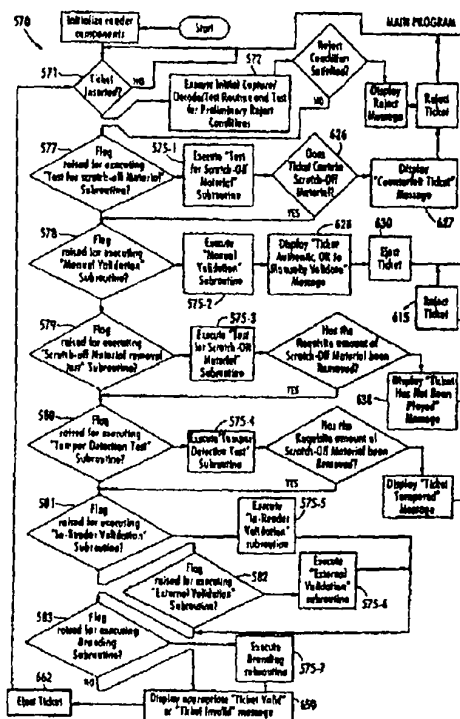 570
Initialize reader
components
Start
MAIN PROGRAM
571
Ticket
Inserted?
NO
572
Execute Initial Capture/
Decode/Test Routine and Test
for Preliminary Reject
Conditions
Reject
Condition
Satisfied?
NO
Display
Reject
Message
Reject
Ticket
577
Flag
raised for executing
"Test for scratch-off Material"
Subroutine?
575-1
Execute "Test
for Scratch-Off
Material"
Subroutine
626
Does
Ticket Contain
Scratch-Off
Material?
YES
Display
"Counterfeit Ticket"
Message
627
578
Flag
raised for executing
"Manual Validation"
Subroutine?
Execute
"Manual
Validation"
Subroutine
575-2
628
Display "Ticket
Authentic, OK to
Manually Validate"
Message
630
Eject
Ticket
Reject
Ticket
615
579
Flag
raised for executing
"Scratch-off Material removal
test" Subroutine?
575-3
Execute "Test
for Scratch-Off
Material"
Subroutine
Has the
Requisite amount of
Scratch-Off Material been
Removed?
YES
Display "Ticket
Has Not Been
Played"
Message
638
580
Flag
raised for executing
"Tamper Detection Test"
Subroutine?
575-4
Execute "Tamper
Detection Test"
Subroutine
Has the
Requisite amount of
Scratch-Off Material been
Removed?
YES
Display "Ticket
Tampered"
Message
581
Flag
raised for executing
"In-Reader Validation"
Subroutine?
Execute
"In-Reader
Validation"
subroutine
575-5
582
Flag
raised for executing
"External Validation"
Subroutine?
Execute
"External
Validation"
subroutine
575-6
583
Flag
raised for executing
Branding
Subroutine?
NO
Execute
Branding
subroutine
575-7
662
Eject Ticket
Display appropriate "Ticket Valid"
or "Ticket Invalid" message
659